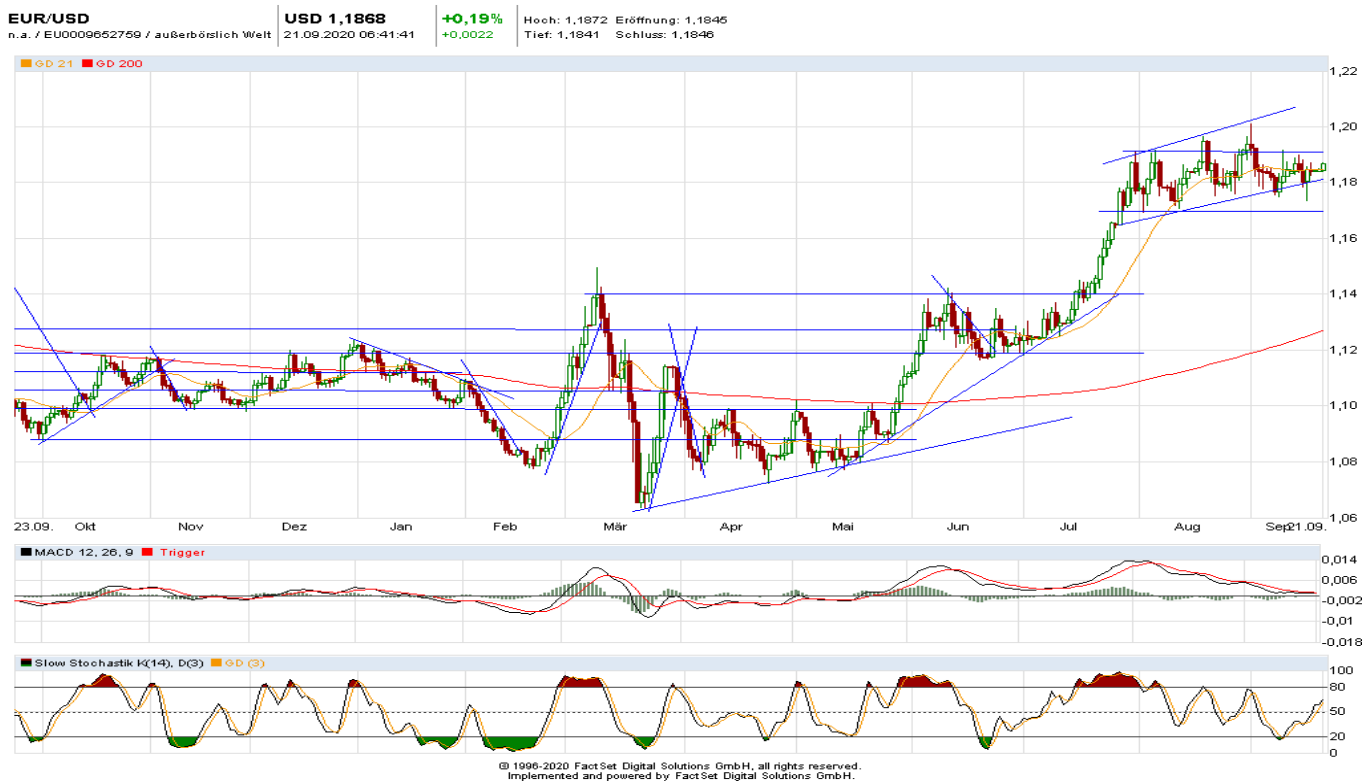 EUR/USD
n.a. / EU0009652759 / außerbörslich Welt
USD 1,1868
21.09.2020 06:41:41
+0,19%
+0,0022
Hoch: 1,1872 Eröffnung: 1,1845
Tief: 1,1841 Schluss: 1,1846
GD 21 GD 200
1,22
1,20
1,18
1,16
1,14
1,12
1,10
1,08
1,06
23.09. Okt Nov Dez Jan Feb Mär Apr Mai Jun Jul Aug Sep 21.09.
MACD 12, 26, 9 Trigger
0,014
0,006
-0,002
-0,01
-0,018
Slow Stochastik K(14), D(3) GD (3)
100
80
50
20
0
© 1996-2020 FactSet Digital Solutions GmbH, all rights reserved.
Implemented and powered by FactSet Digital Solutions GmbH.